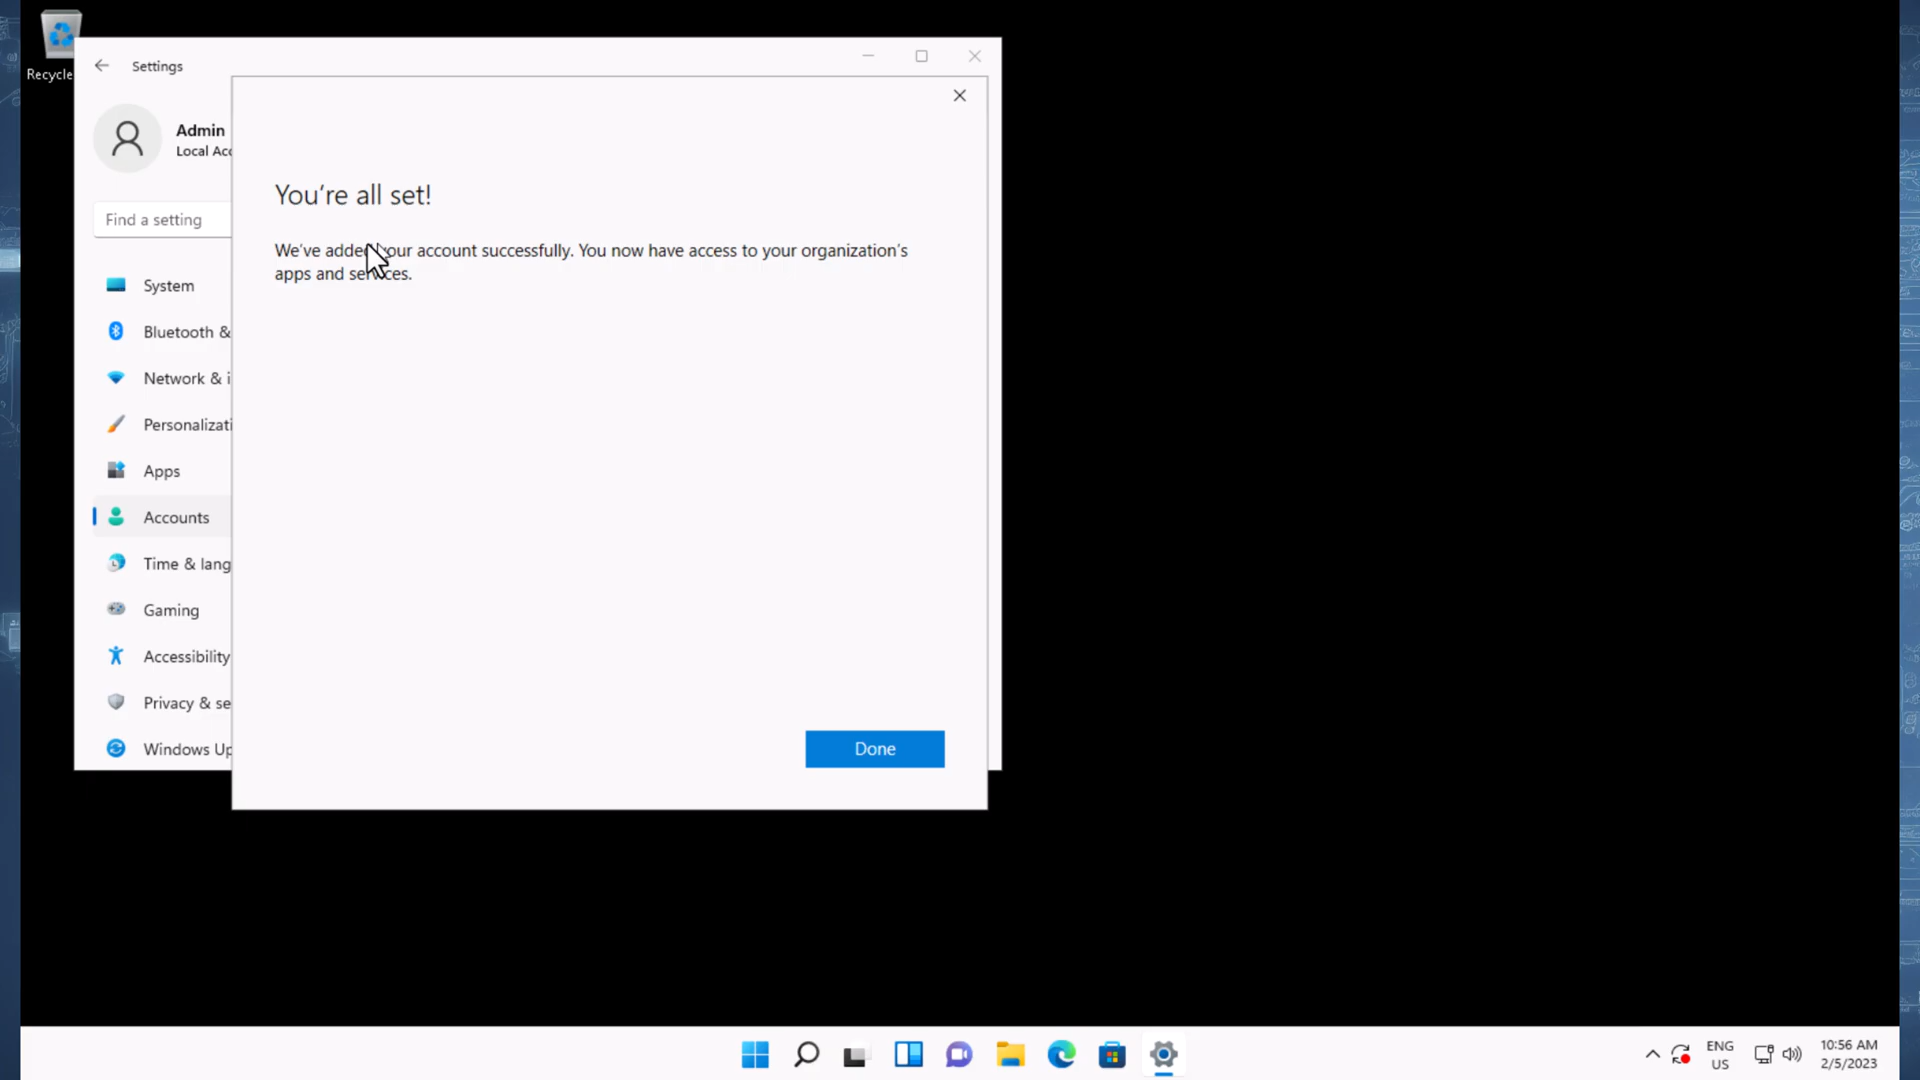 Recycle
Settings
Admin
Local Acc
Find a setting
System
Bluetooth &
Network & i
Personalizati
Apps
Accounts
Time & lang
Gaming
Accessibility
Privacy & se
Windows Up
You're all set!
We've added your account successfully. You now have access to your organization's
apps and services.
Done
ENG
US
10:56 AM
2/5/2023